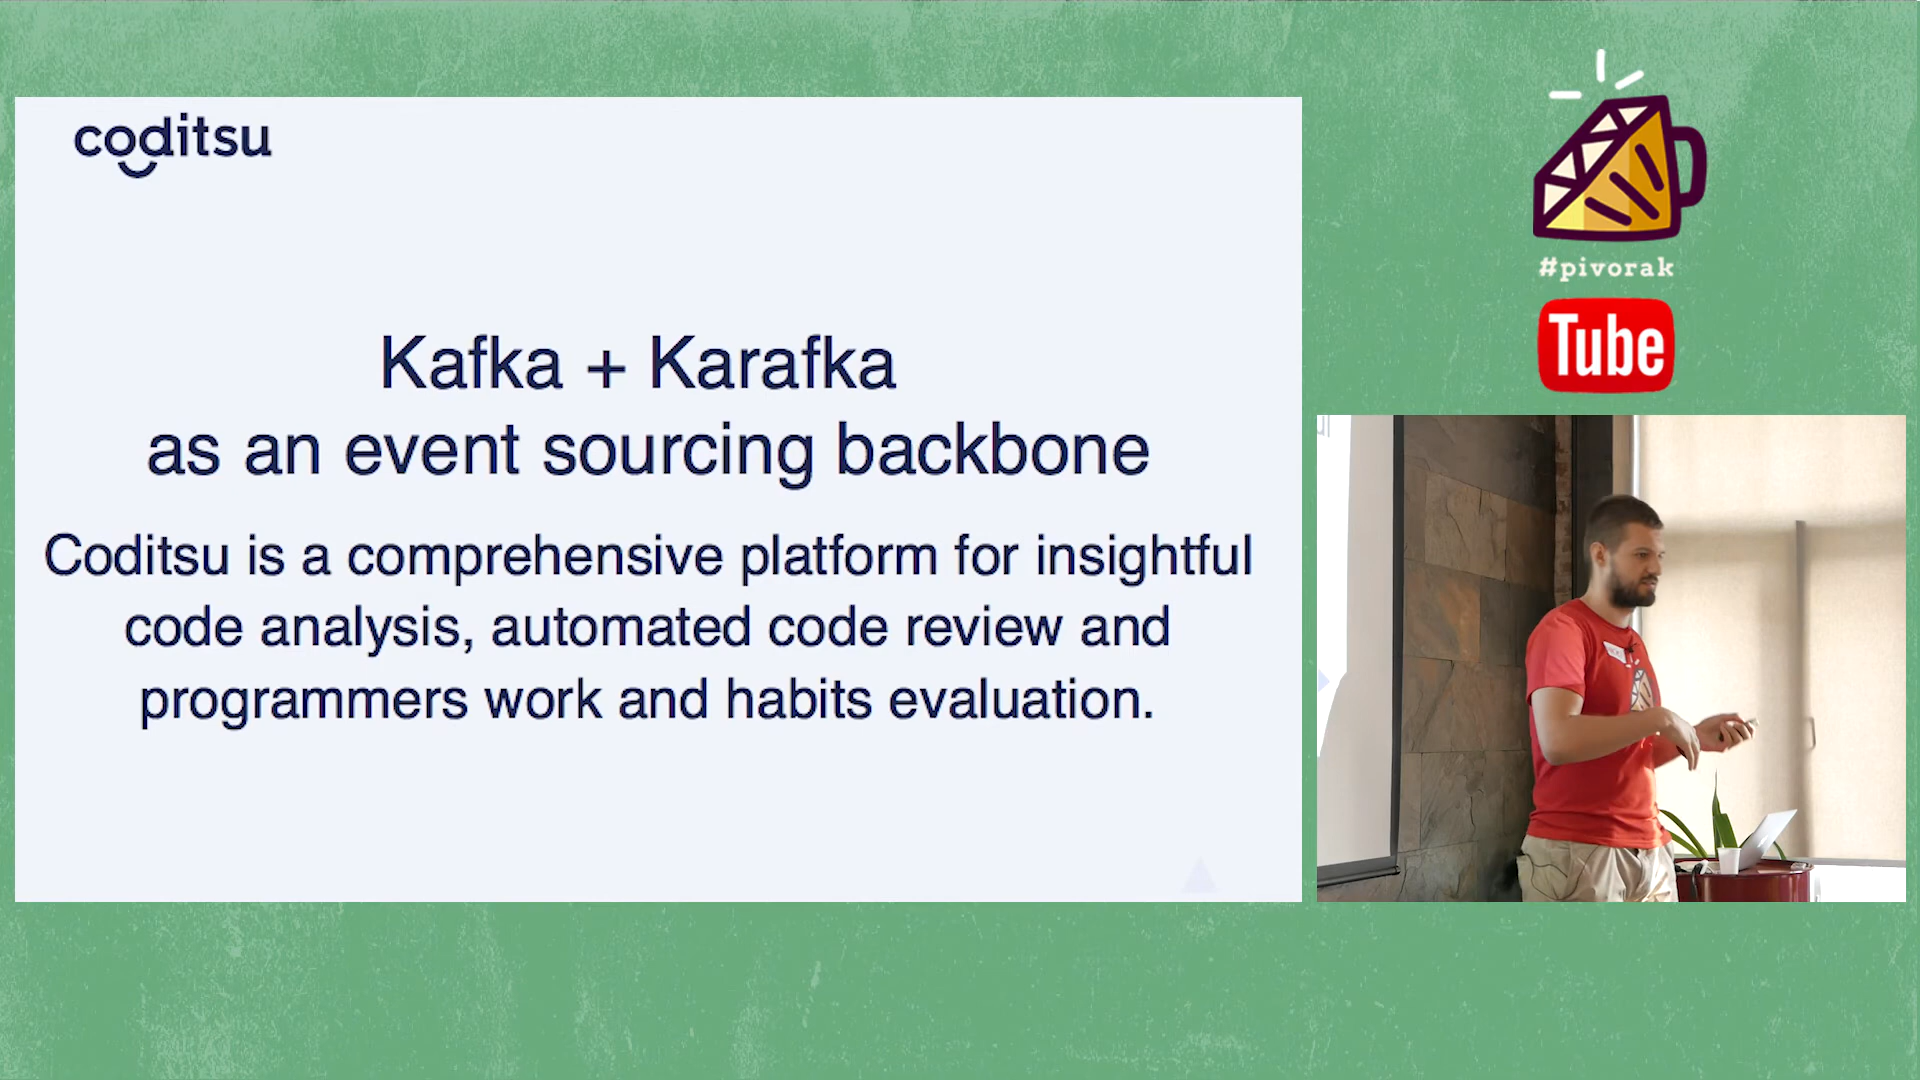 coditsu
Kafka + Karafka
as an event sourcing backbone
Coditsu is a comprehensive platform for insightful
code analysis, automated code review and
programmers work and habits evaluation.
#pivorak
Tube